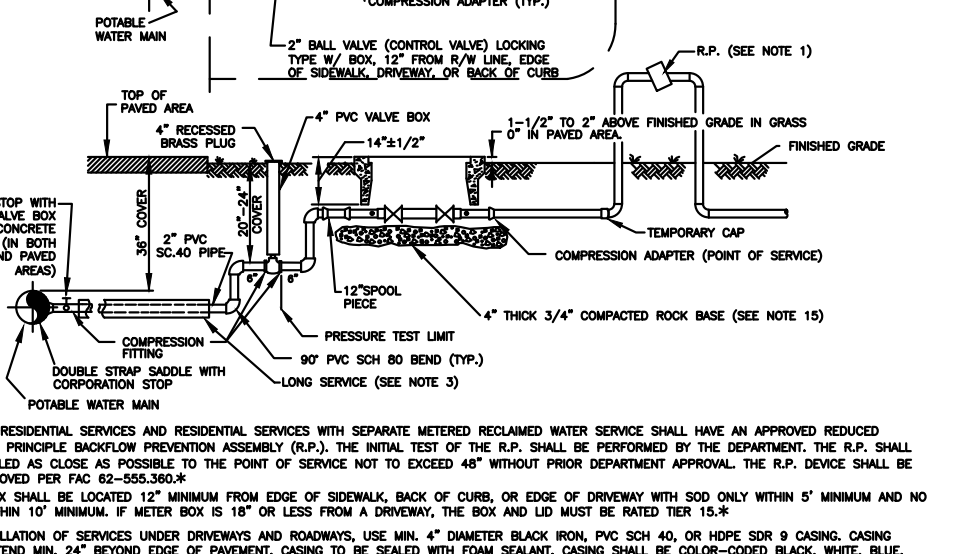 COMPRESSION ADAPTER (TYP.)
POTABLE
WATER MAIN
2" BALL VALVE (CONTROL VALVE) LOCKING
TYPE W/ BOX, 12" FROM R/W LINE, EDGE
OF SIDEWALK, DRIVEWAY, OR BACK OF CURB
R.P. (SEE NOTE 1)
TOP OF
PAVED AREA
4" RECESSED
BRASS PLUG
4" PVC VALVE BOX
14"±1/2"
1-1/2" TO 2" ABOVE FINISHED GRADE IN GRASS
0" IN PAVED AREA.
FINISHED GRADE
36" COVER
20"-24"
COVER
STOP WITH
ALVE BOX
CONCRETE
(IN BOTH
ND PAVED
AREAS)
2" PVC
SC.40 PIPE
6"
6"
TEMPORARY CAP
COMPRESSION ADAPTER (POINT OF SERVICE)
12"SPOOL
PIECE
4" THICK 3/4" COMPACTED ROCK BASE (SEE NOTE 15)
PRESSURE TEST LIMIT
COMPRESSION
FITTING
90° PVC SCH 80 BEND (TYP.)
DOUBLE STRAP SADDLE WITH
CORPORATION STOP
LONG SERVICE (SEE NOTE 3)
POTABLE WATER MAIN
RESIDENTIAL SERVICES AND RESIDENTIAL SERVICES WITH SEPARATE METERED RECLAIMED WATER SERVICE SHALL HAVE AN APPROVED REDUCED
PRINCIPLE BACKFLOW PREVENTION ASSEMBLY (R.P.). THE INITIAL TEST OF THE R.P. SHALL BE PERFORMED BY THE DEPARTMENT. THE R.P. SHALL
LED AS CLOSE AS POSSIBLE TO THE POINT OF SERVICE NOT TO EXCEED 48" WITHOUT PRIOR DEPARTMENT APPROVAL. THE R.P. DEVICE SHALL BE
OVED PER FAC 62-555.360.*
X SHALL BE LOCATED 12" MINIMUM FROM EDGE OF SIDEWALK, BACK OF CURB, OR EDGE OF DRIVEWAY WITH SOD ONLY WITHIN 5' MINIMUM AND NO
HIN 10' MINIMUM. IF METER BOX IS 18" OR LESS FROM A DRIVEWAY, THE BOX AND LID MUST BE RATED TIER 15.*
LLATION OF SERVICES UNDER DRIVEWAYS AND ROADWAYS, USE MIN. 4" DIAMETER BLACK IRON, PVC SCH 40, OR HDPE SDR 9 CASING. CASING
TEND MIN. 24" BEYOND EDGE OF PAVEMENT. CASING TO BE SEALED WITH FOAM SEALANT. CASING SHALL BE COLOR-CODED BLACK, WHITE, BLUE,